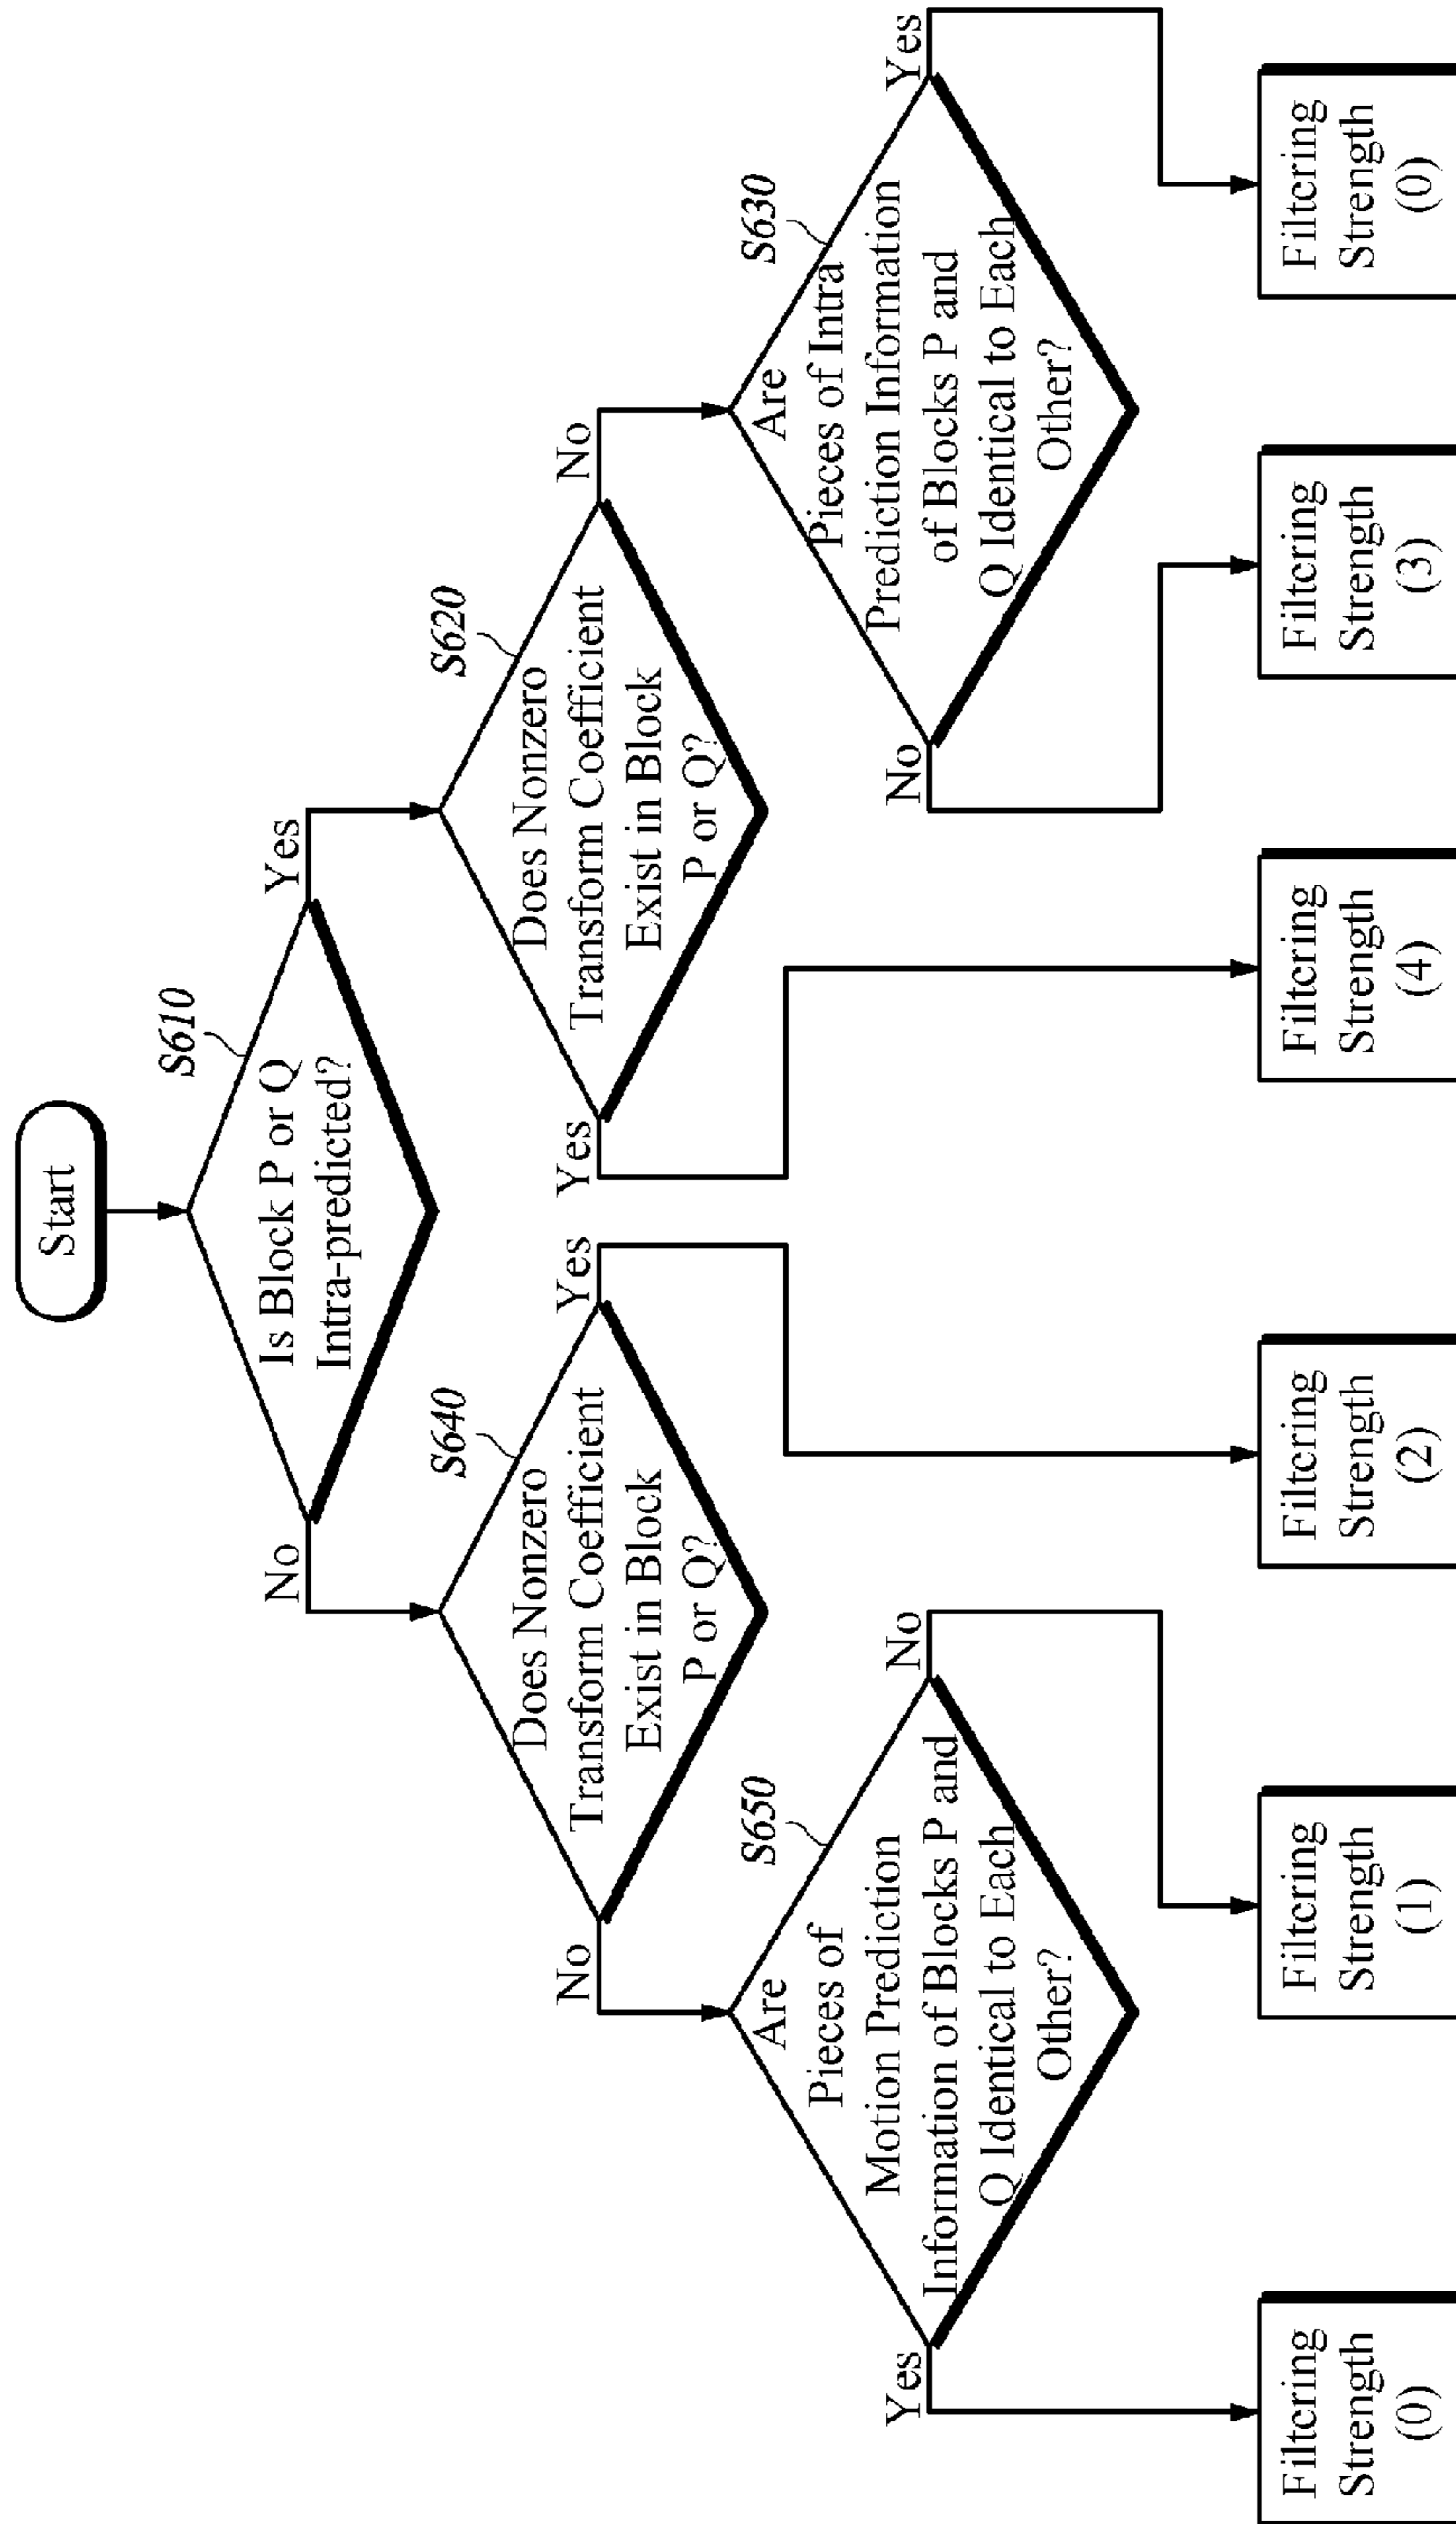 Start
S610
Is Block P or Q
Intra-predicted?
No
Yes
S640
Does Nonzero
Transform Coefficient
Exist in Block
P or Q?
No
Yes
S620
Does Nonzero
Transform Coefficient
Exist in Block
P or Q?
Yes
No
S650
Are
Pieces of
Motion Prediction
Information of Blocks P and
Q Identical to Each
Other?
Yes
No
S630
Are
Pieces of Intra
Prediction Information
of Blocks P and
Q Identical to Each
Other?
No
Yes
Filtering
Strength
(0)
Filtering
Strength
(1)
Filtering
Strength
(2)
Filtering
Strength
(4)
Filtering
Strength
(3)
Filtering
Strength
(0)